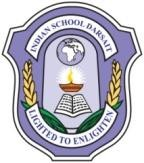 INDIAN SCHOOL DARSAIT
LIGHTED TO ENLIGHTEN